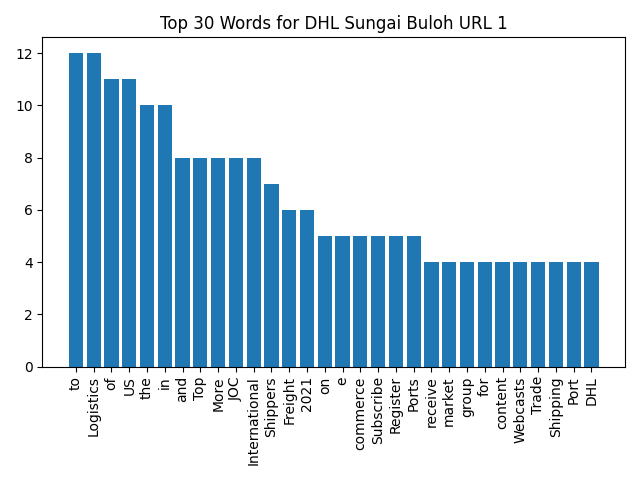 Top 30 Words for DHL Sungai Buloh URL 1
12
10
8
6
4
2
0
to
Logistics
of
US
the
in
and
Top
More
JOC
International
Shippers
Freight
2021
on
e
commerce
Subscribe
Register
Ports
receive
market
group
for
content
Webcasts
Trade
Shipping
Port
DHL